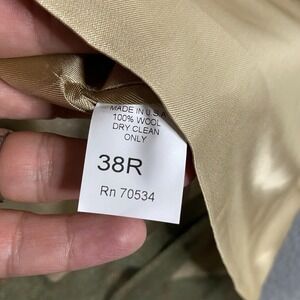 MADE IN U.S.A
100% WOOL
DRY CLEAN
ONLY
38R
Rn 70534